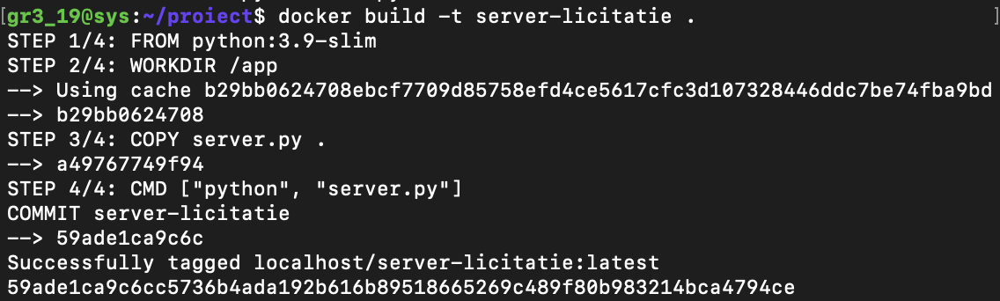 [gr3_19@sys:~/proiect$ docker build -t server-licitatie . ]
STEP 1/4: FROM python:3.9-slim
STEP 2/4: WORKDIR /app
--> Using cache b29bb0624708ebcf7709d85758efd4ce5617cfc3d107328446ddc7be74fba9bd
--> b29bb0624708
STEP 3/4: COPY server.py .
--> a49767749f94
STEP 4/4: CMD ["python", "server.py"]
COMMIT server-licitatie
--> 59ade1ca9c6c
Successfully tagged localhost/server-licitatie:latest
59ade1ca9c6cc5736b4ada192b616b89518665269c489f80b983214bca4794ce